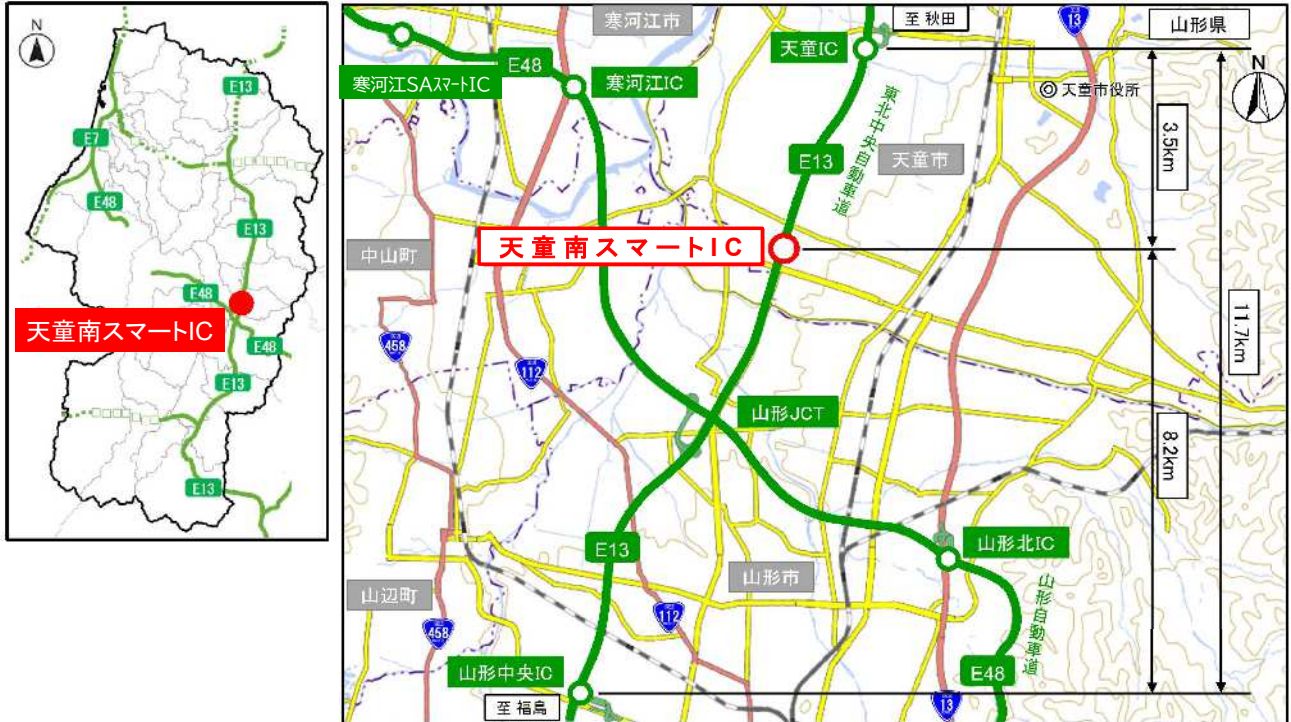 N
E13
E7
E48
E13
E48
天童南スマートIC
E48
E13
E13
寒河江市
至 秋田
13
山形県
天童IC
N
E48
寒河江SAスマートIC
寒河江IC
天童市役所
東北中央自動車道
3.5km
E13
天童市
天童南スマートIC
中山町
11.7km
458
112
山形JCT
8.2km
E13
山形北IC
山形市
山辺町
112
458
山形自動車道
山形中央IC
E48
至 福島
13